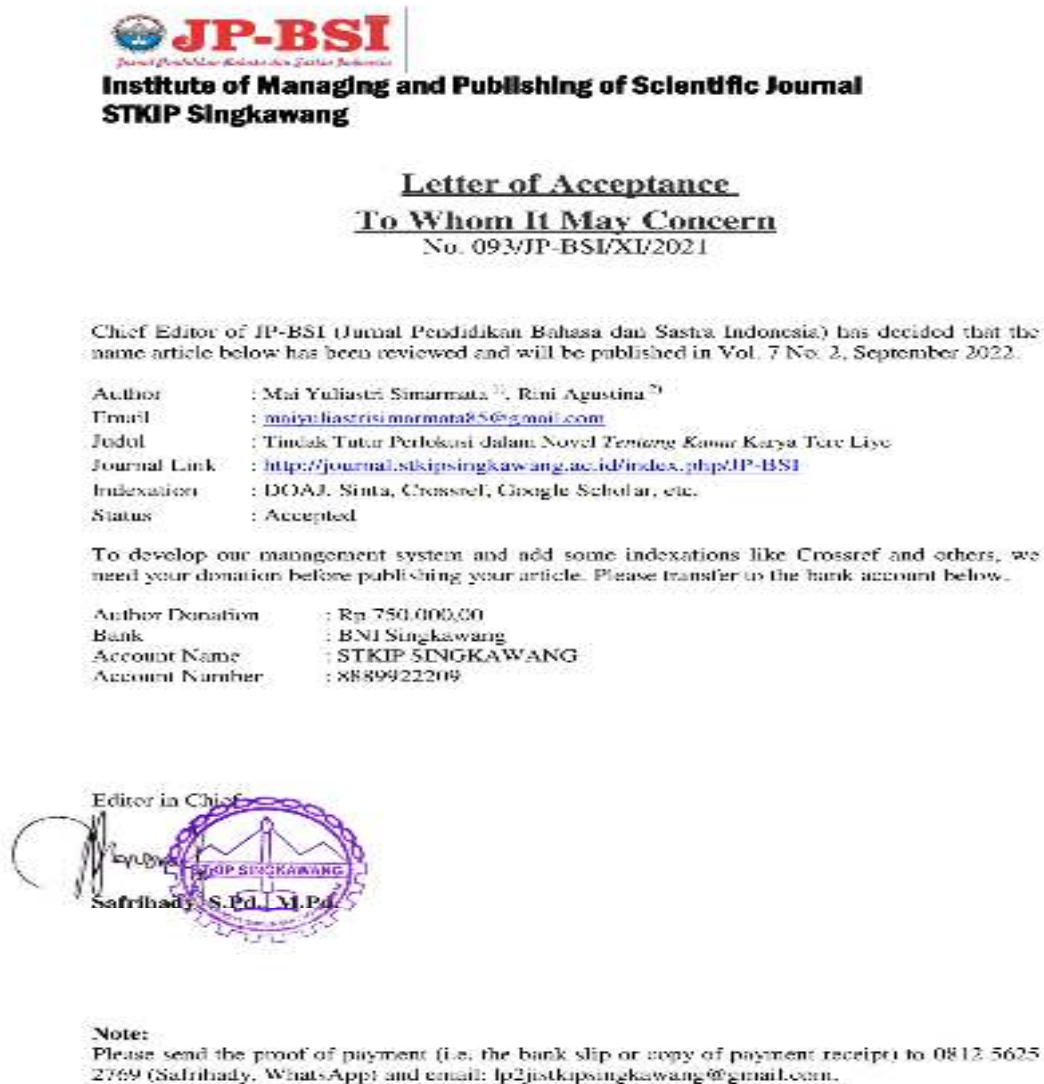 JP-BSI
Jurnal Pendidikan Bahasa dan Sastra Indonesia
Institute of Managing and Publishing of Scientific Journal
STKIP Singkawang
Letter of Acceptance
To Whom It May Concern
No. 093/JP-BSI/XI/2021
Chief Editor of JP-BSI (Jurnal Pendidikan Bahasa dan Sastra Indonesia) has decided that the
name article below has been reviewed and will be published in Vol. 7 No. 2, September 2022.
Author : Mai Yuliastri Simarmata 1), Rini Agustina 2)
Email : maiyuliastrisimarmata85@gmail.com
Judul : Tindak Tutur Perlokusi dalam Novel Tentang Kamu Karya Tere Liye
Journal Link : http://journal.stkipsingkawang.ac.id/index.php/JP-BSI
Indexation : DOAJ, Sinta, Crossref, Google Scholar, etc.
Status : Accepted
To develop our management system and add some indexations like Crossref and others, we
need your donation before publishing your article. Please transfer to the bank account below.
Author Donation : Rp 750.000,00
Bank : BNI Singkawang
Account Name : STKIP SINGKAWANG
Account Number : 8889922209
Editor in Chief
STKIP SINGKAWANG
Safrihady, S.Pd., M.Pd.
Note:
Please send the proof of payment (i.e. the bank slip or copy of payment receipt) to 0812 5625
2769 (Safrihady, WhatsApp) and email: lp2jistkipsingkawang@gmail.com.